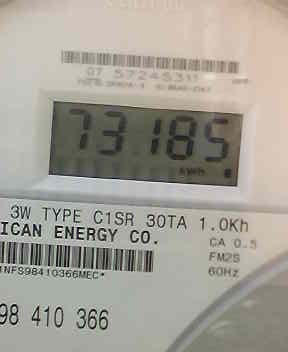 07 57245311
73185
kWh
3W TYPE C1SR 30TA 1.0Kh
ICAN ENERGY CO.
CA 0.5
FM2S
1NFS98410366MEC*
60Hz
98 410 366